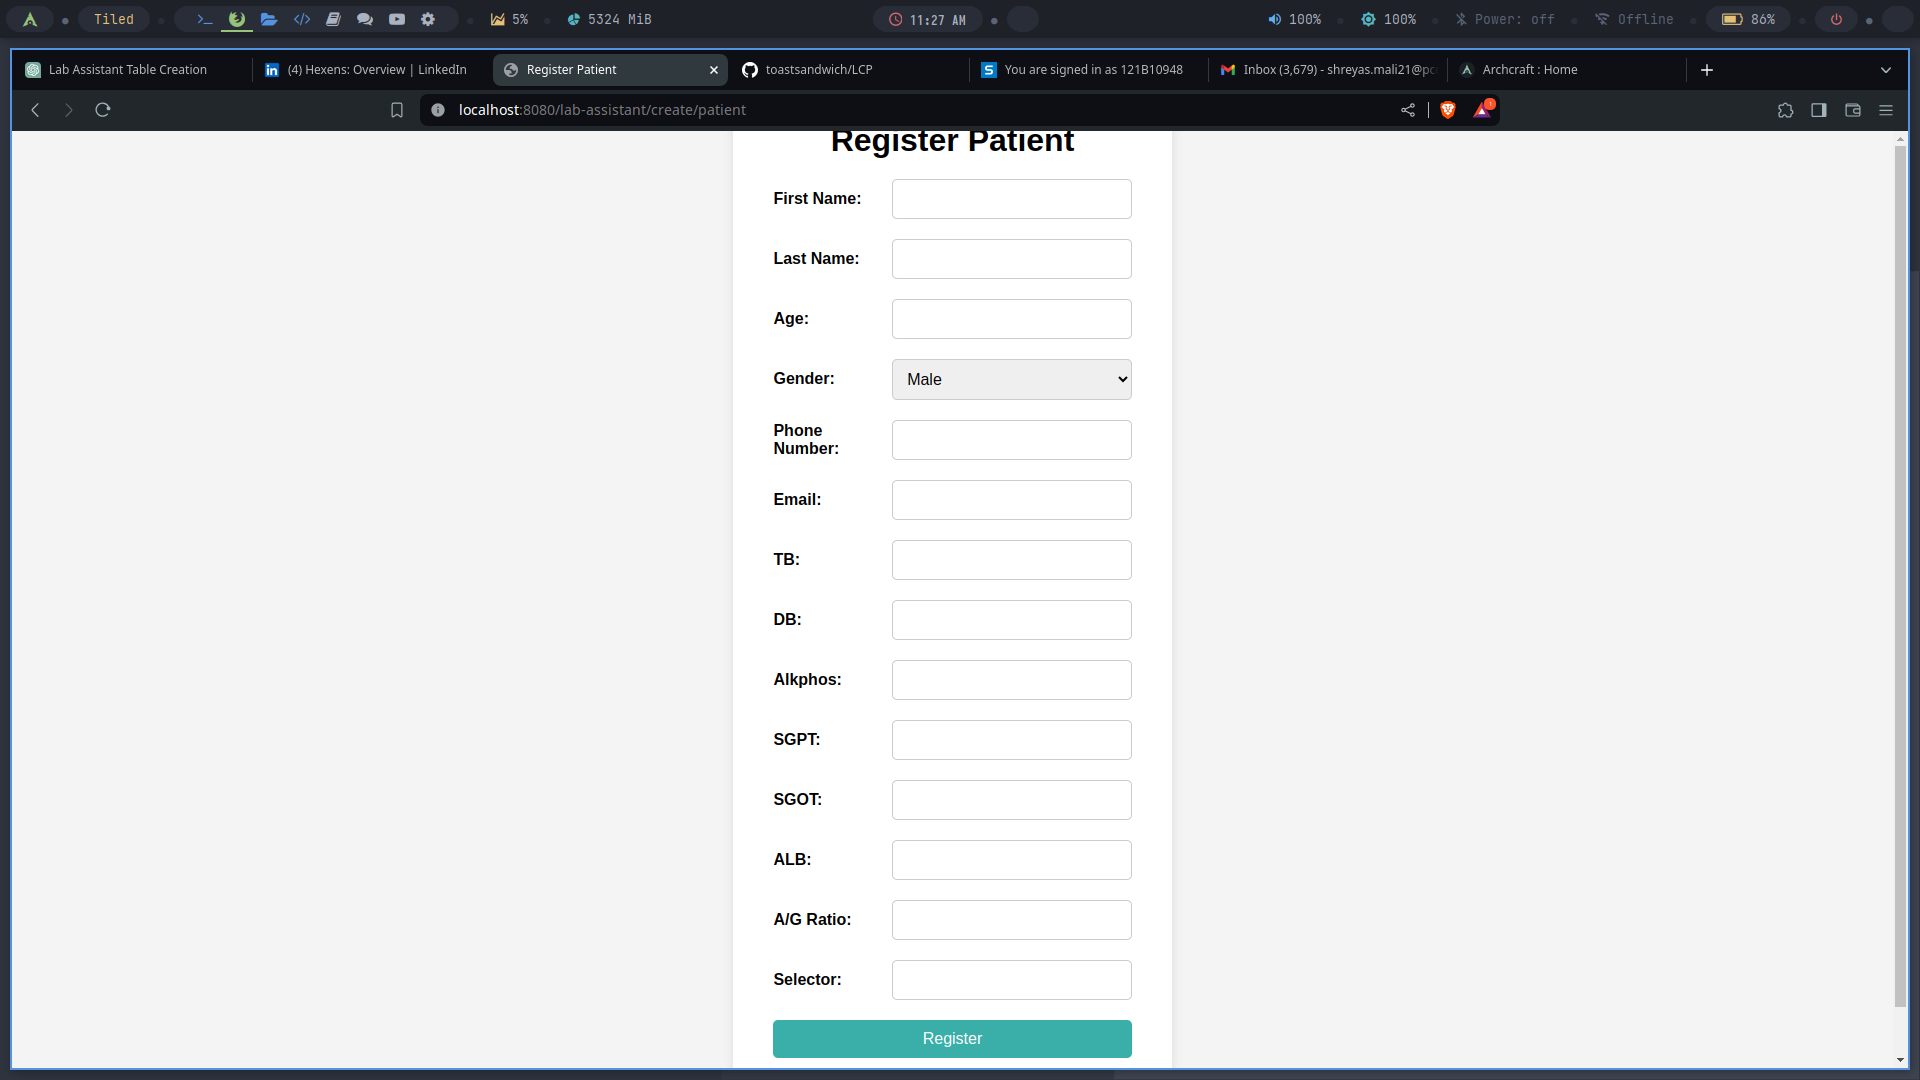 Tiled
5%
5324 MiB
11:27 AM
100%
100%
Power: off
Offline
86%
Lab Assistant Table Creation
(4) Hexens: Overview | LinkedIn
Register Patient
toastsandwich/LCP
You are signed in as 121B10948
Inbox (3,679) - shreyas.mali21@pc
Archcraft : Home
localhost:8080/lab-assistant/create/patient
1
Register Patient
First Name:
Last Name:
Age:
Gender:
Male
Phone
Number:
Email:
TB:
DB:
Alkphos:
SGPT:
SGOT:
ALB:
A/G Ratio:
Selector:
Register